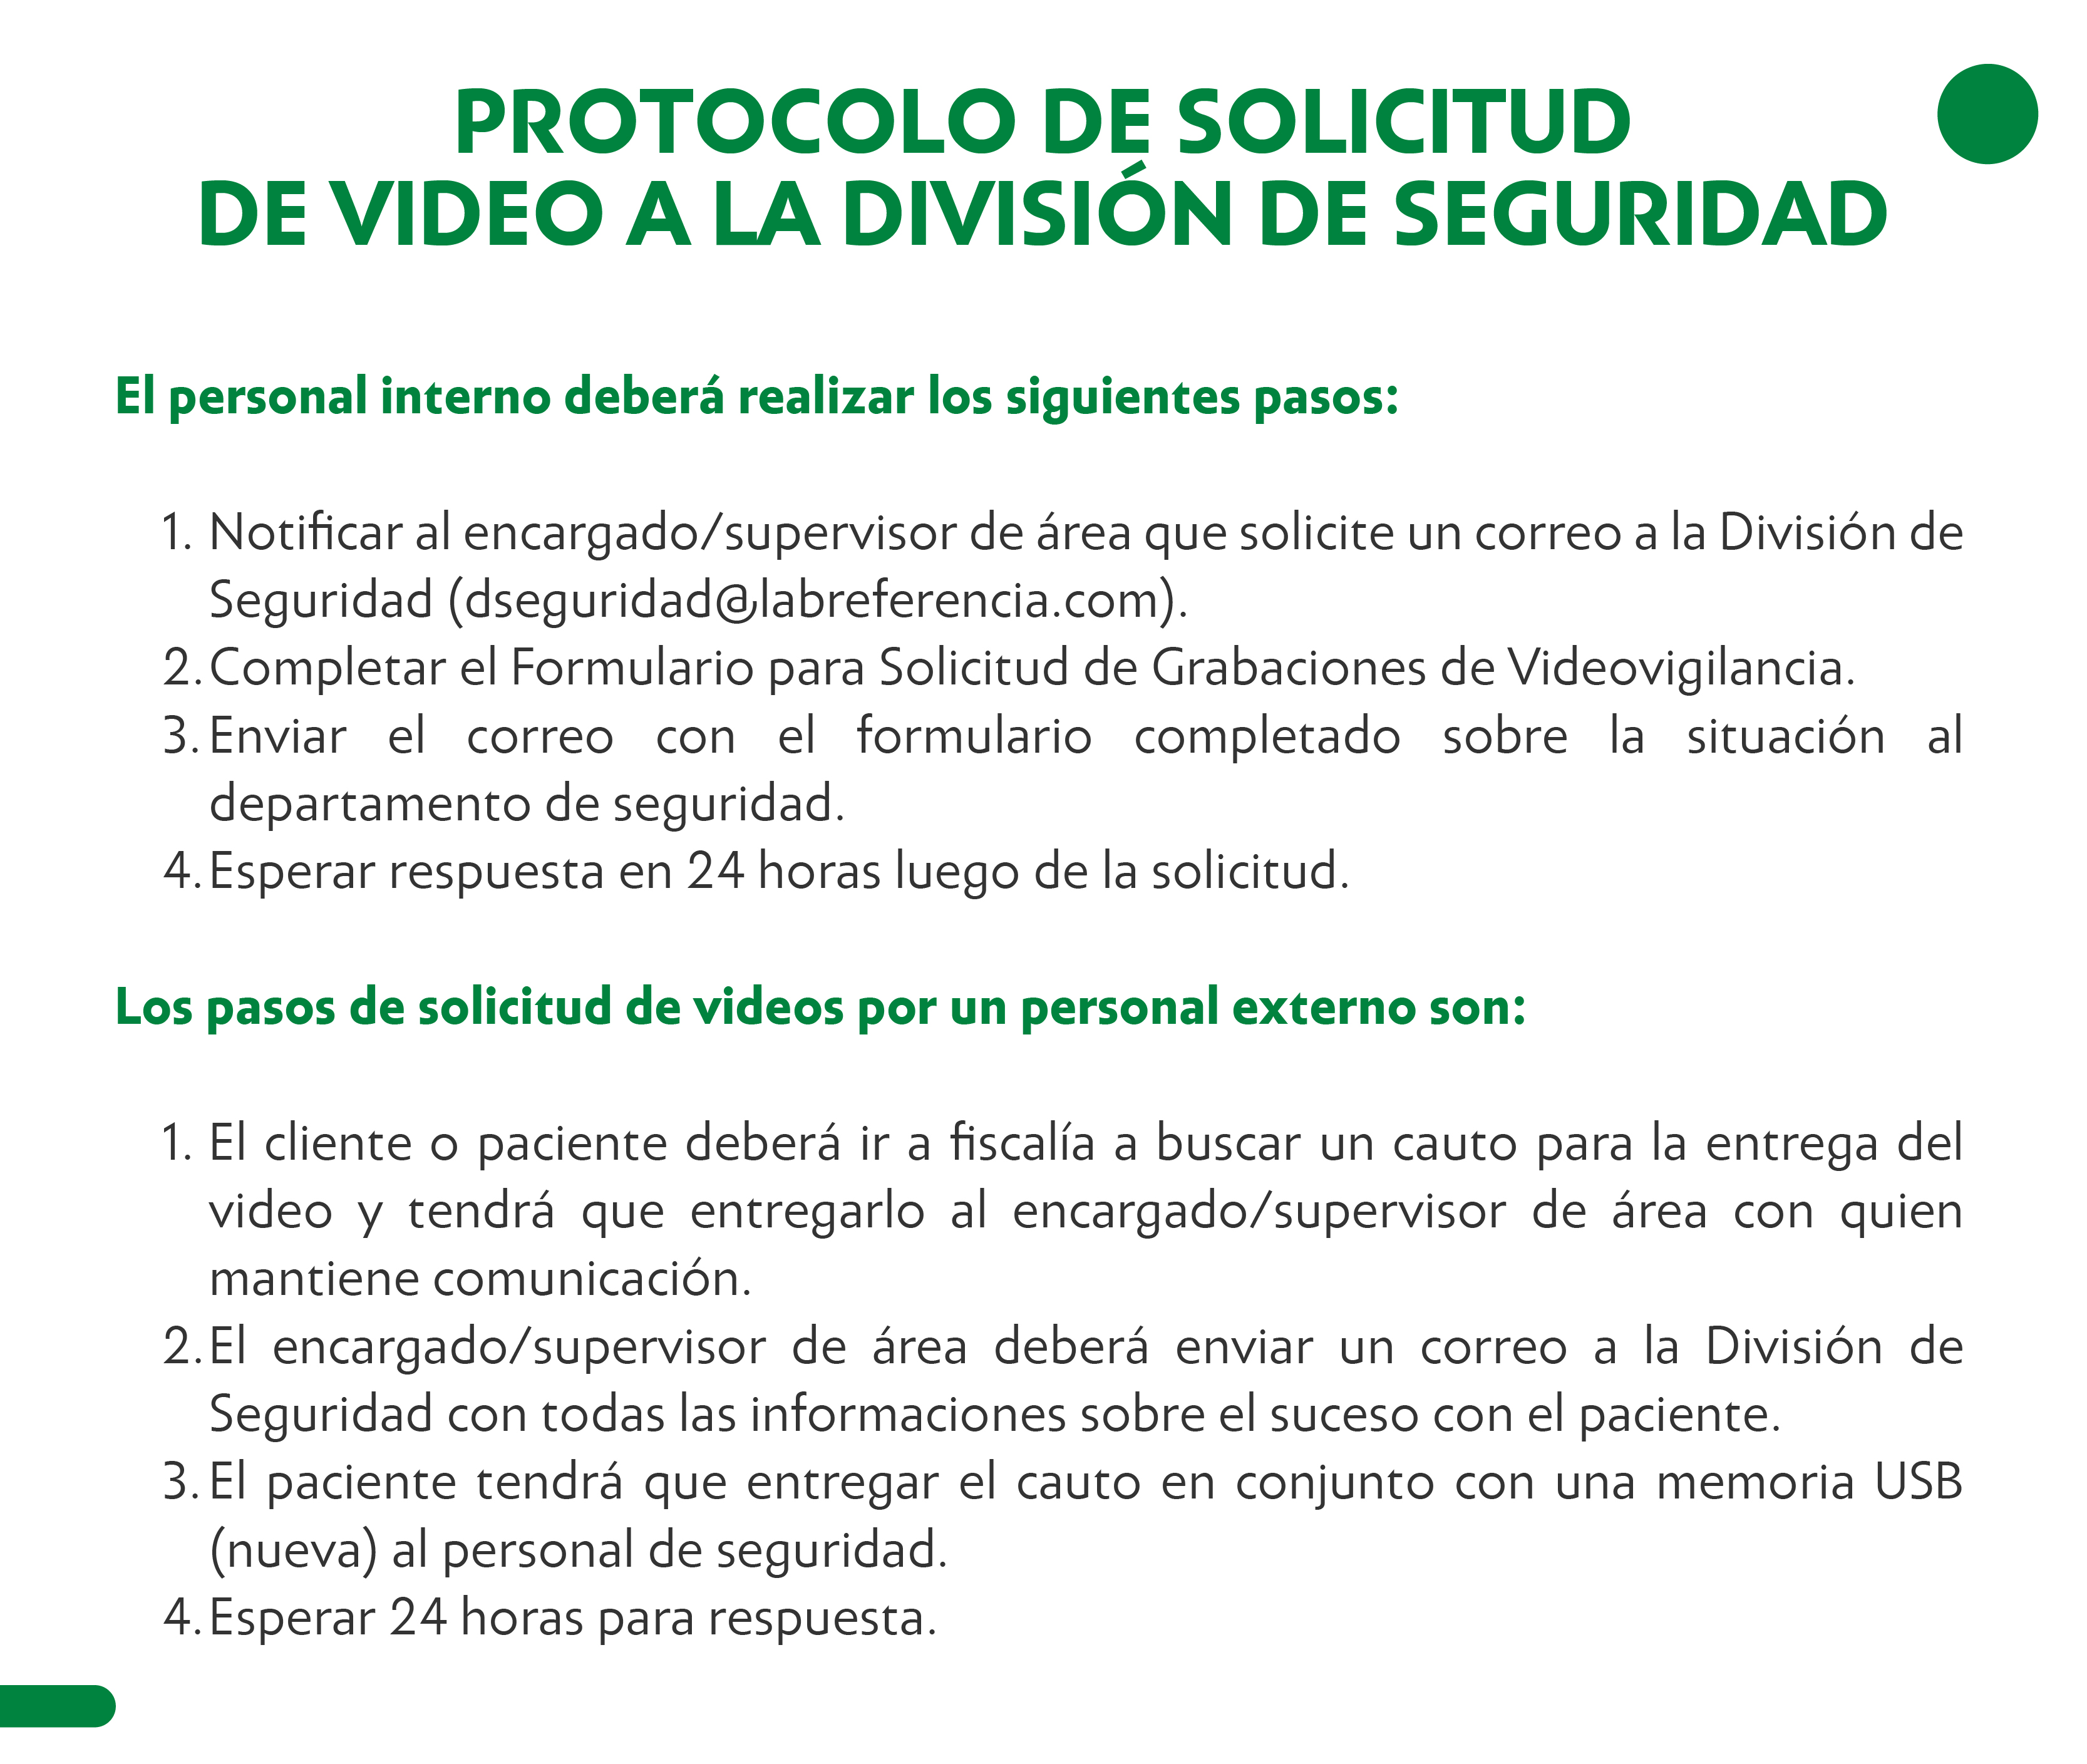 PROTOCOLO DE SOLICITUD
DE VIDEO A LA DIVISIÓN DE SEGURIDAD
El personal interno deberá realizar los siguientes pasos:
1. Notificar al encargado/supervisor de área que solicite un correo a la División de
Seguridad (dseguridad@labreferencia.com).
2. Completar el Formulario para Solicitud de Grabaciones de Videovigilancia.
3. Enviar el correo con el formulario completado sobre la situación al
departamento de seguridad.
4. Esperar respuesta en 24 horas luego de la solicitud.
Los pasos de solicitud de videos por un personal externo son:
1. El cliente o paciente deberá ir a fiscalía a buscar un cauto para la entrega del
video y tendrá que entregarlo al encargado/supervisor de área con quien
mantiene comunicación.
2. El encargado/supervisor de área deberá enviar un correo a la División de
Seguridad con todas las informaciones sobre el suceso con el paciente.
3. El paciente tendrá que entregar el cauto en conjunto con una memoria USB
(nueva) al personal de seguridad.
4. Esperar 24 horas para respuesta.